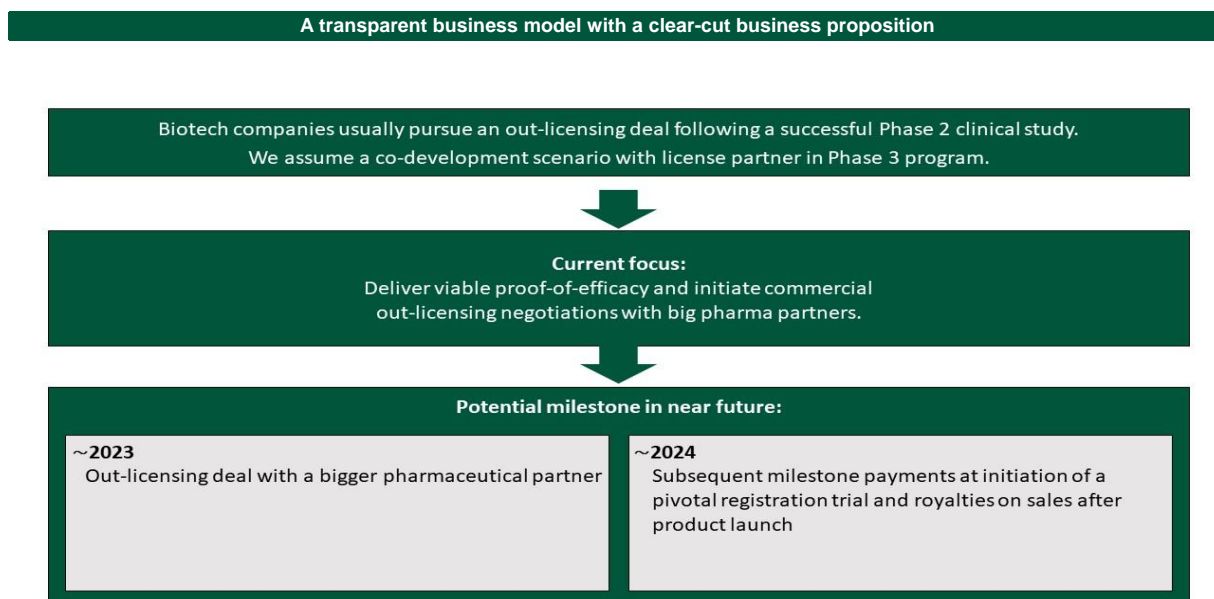 A transparent business model with a clear-cut business proposition
Biotech companies usually pursue an out-licensing deal following a successful Phase 2 clinical study.
We assume a co-development scenario with license partner in Phase 3 program.
Current focus:
Deliver viable proof-of-efficacy and initiate commercial
out-licensing negotiations with big pharma partners.
Potential milestone in near future:
~2023
Out-licensing deal with a bigger pharmaceutical partner
~2024
Subsequent milestone payments at initiation of a
pivotal registration trial and royalties on sales after
product launch